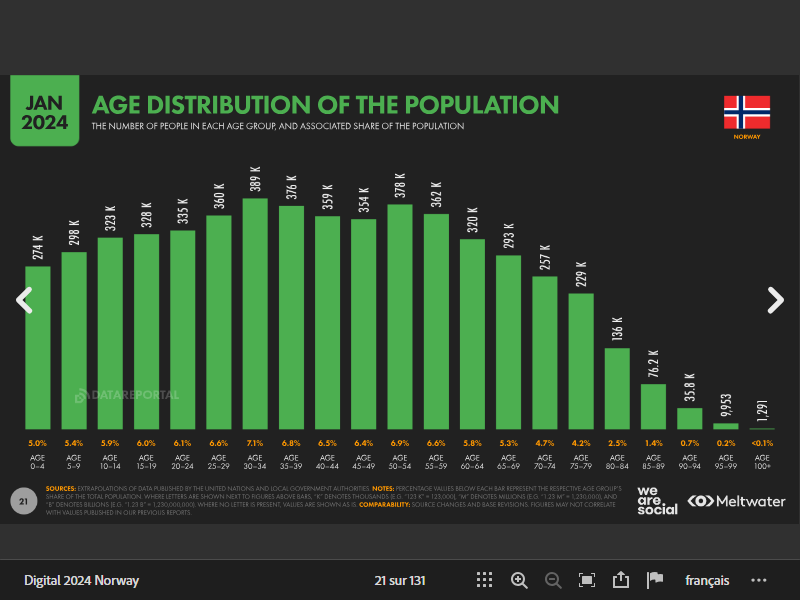 JAN
2024
AGE DISTRIBUTION OF THE POPULATION
THE NUMBER OF PEOPLE IN EACH AGE GROUP, AND ASSOCIATED SHARE OF THE POPULATION
NORWAY
274 K
298 K
323 K
328 K
335 K
360 K
389 K
376 K
359 K
354 K
378 K
362 K
320 K
293 K
257 K
229 K
136 K
76.2 K
35.8 K
9,953
1,291
DATAREPORTAL
5.0% 5.4% 5.9% 6.0% 6.1% 6.6% 7.1% 6.8% 6.5% 6.4% 6.9% 6.6% 5.8% 5.3% 4.7% 4.2% 2.5% 1.4% 0.7% 0.2% <0.1%
AGE AGE AGE AGE AGE AGE AGE AGE AGE AGE AGE AGE AGE AGE AGE AGE AGE AGE AGE AGE AGE
0–4 5–9 10–14 15–19 20–24 25–29 30–34 35–39 40–44 45–49 50–54 55–59 60–64 65–69 70–74 75–79 80–84 85–89 90–94 95–99 100+
21
SOURCES: EXTRAPOLATIONS OF DATA PUBLISHED BY THE UNITED NATIONS AND LOCAL GOVERNMENT AUTHORITIES. NOTES: PERCENTAGE VALUES BELOW EACH BAR REPRESENT THE RESPECTIVE AGE GROUP'S
SHARE OF THE TOTAL POPULATION. WHERE LETTERS ARE SHOWN NEXT TO FIGURES ABOVE BARS, "K" DENOTES THOUSANDS (E.G. "123 K" = 123,000), "M" DENOTES MILLIONS (E.G. "1.23 M" = 1,230,000), AND
"B" DENOTES BILLIONS (E.G. "1.23 B" = 1,230,000,000). WHERE NO LETTER IS PRESENT, VALUES ARE SHOWN AS IS. COMPARABILITY: SOURCE CHANGES AND BASE REVISIONS. FIGURES MAY NOT CORRELATE
WITH VALUES PUBLISHED IN OUR PREVIOUS REPORTS.
we
are.
social
Meltwater
Digital 2024 Norway
21 sur 131
français